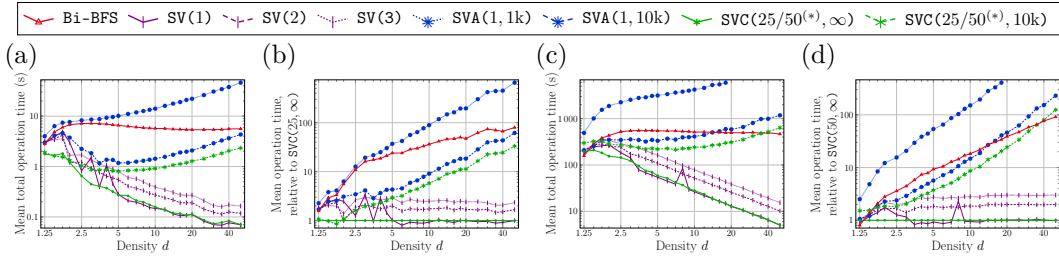 Bi-BFS SV(1) SV(2) SV(3) SVA(1, 1k) SVA(1, 10k) SVC(25/50(*), ∞) SVC(25/50(*), 10k)
(a) (b) (c) (d)
Mean total operation time (s)
10
1
0.1
1.25 2.5 5 10 20 40
Density d
Mean operation time,
relative to SVC(25, ∞)
100
10
1
1.25 2.5 5 10 20 40
Density d
Mean total operation time (s)
1000
100
10
1.25 2.5 5 10 20 40
Density d
Mean operation time,
relative to SVC(50, ∞)
100
10
1
1.25 2.5 5 10 20 40
Density d